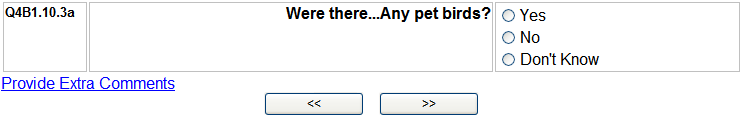 Q4B1.10.3a Were there...Any pet birds? Yes
No
Don't Know
Provide Extra Comments
<< >>